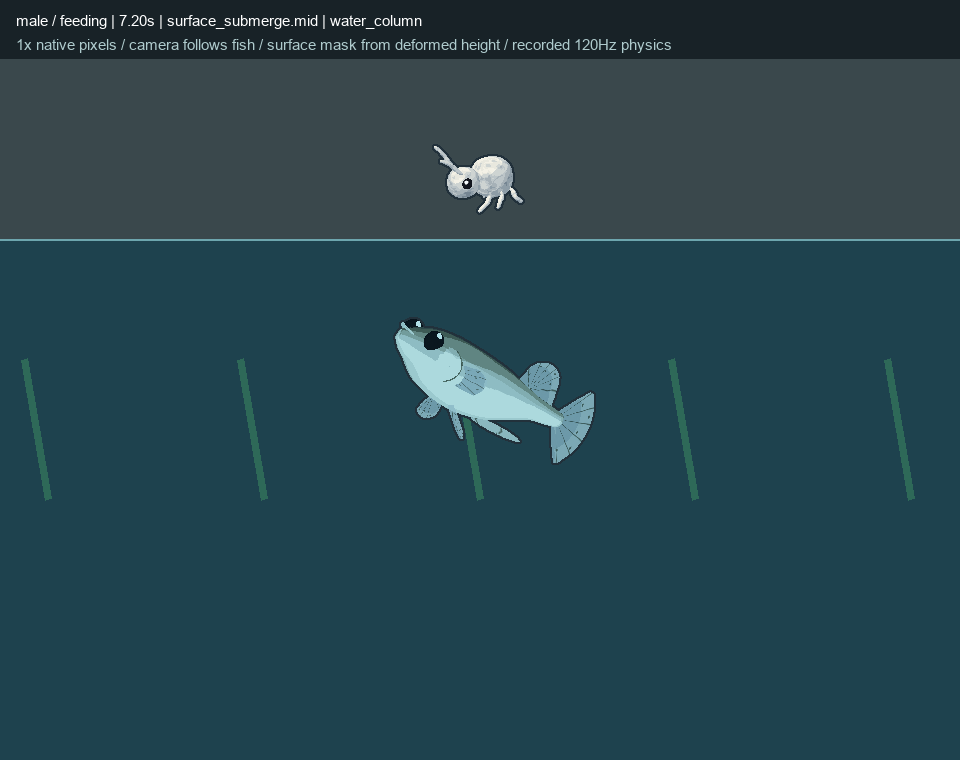 male / feeding | 7.20s | surface_submerge.mid | water_column
1x native pixels / camera follows fish / surface mask from deformed height / recorded 120Hz physics